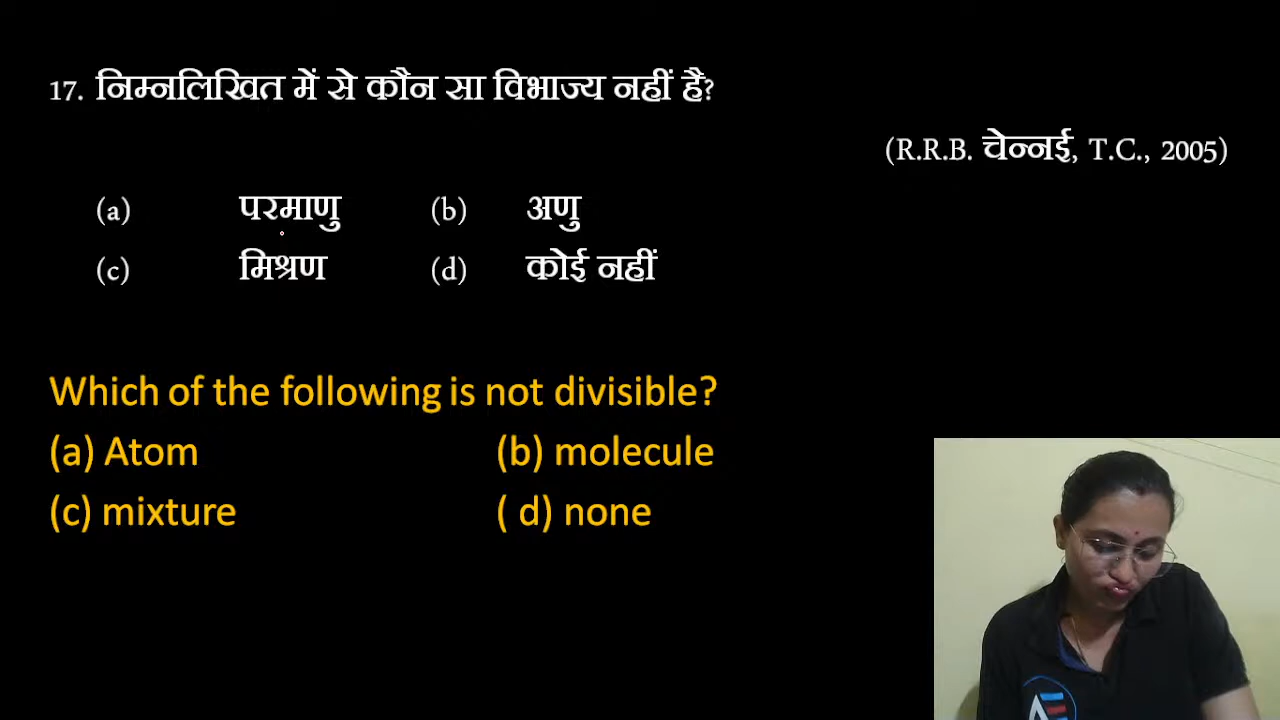 17. निम्नलिखित में से कौन सा विभाज्य नहीं है?
(R.R.B. चेन्नई, T.C., 2005)
(a) परमाणु (b) अणु
(c) मिश्रण (d) कोई नहीं
Which of the following is not divisible?
(a) Atom (b) molecule
(c) mixture ( d) none